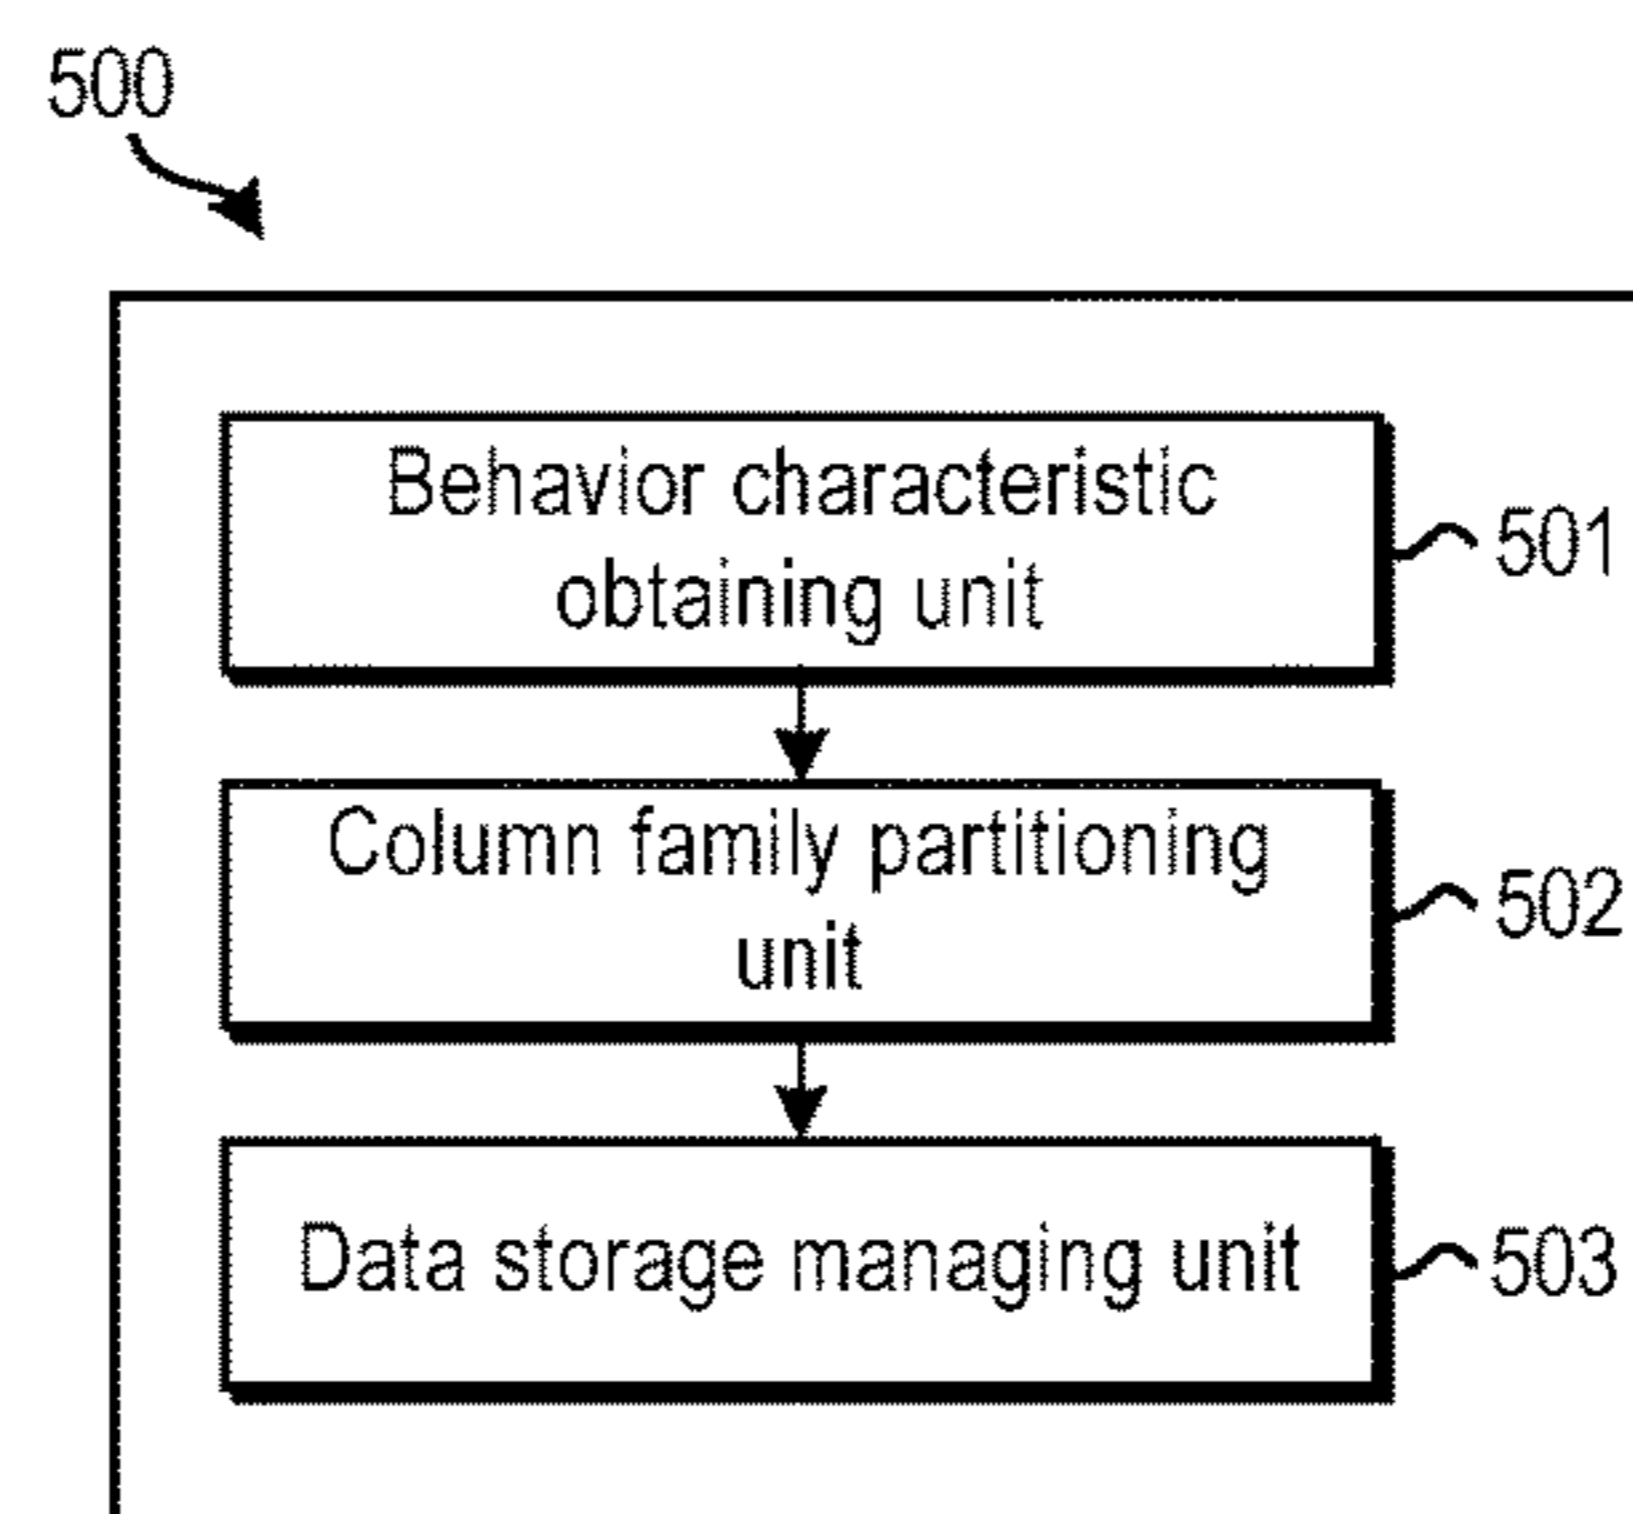 500
Behavior characteristic
obtaining unit
501
Column family partitioning
unit
502
Data storage managing unit
503